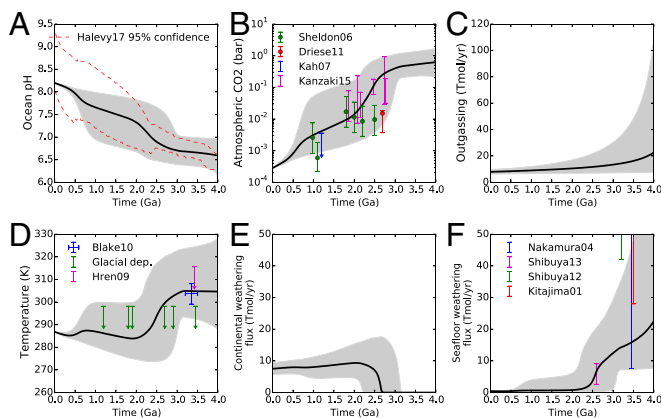 A
Halevy17 95% confidence
Ocean pH
9.5
9.0
8.5
8.0
7.5
7.0
6.5
6.0
0.0 0.5 1.0 1.5 2.0 2.5 3.0 3.5 4.0
Time (Ga)
B
Sheldon06
Driese11
Kah07
Kanzaki15
Atmospheric CO2 (bar)
10²
10¹
10⁰
10⁻¹
10⁻²
10⁻³
10⁻⁴
0.0 0.5 1.0 1.5 2.0 2.5 3.0 3.5 4.0
Time (Ga)
C
Outgassing (Tmol/yr)
120
100
80
60
40
20
0
0.0 0.5 1.0 1.5 2.0 2.5 3.0 3.5 4.0
Time (Ga)
D
Blake10
Glacial dep.
Hren09
Temperature (K)
330
320
310
300
290
280
270
260
0.0 0.5 1.0 1.5 2.0 2.5 3.0 3.5 4.0
Time (Ga)
E
Continental weathering
flux (Tmol/yr)
50
40
30
20
10
0
0.0 0.5 1.0 1.5 2.0 2.5 3.0 3.5 4.0
Time (Ga)
F
Nakamura04
Shibuya13
Shibuya12
Kitajima01
Seafloor weathering
flux (Tmol/yr)
50
40
30
20
10
0
0.0 0.5 1.0 1.5 2.0 2.5 3.0 3.5 4.0
Time (Ga)